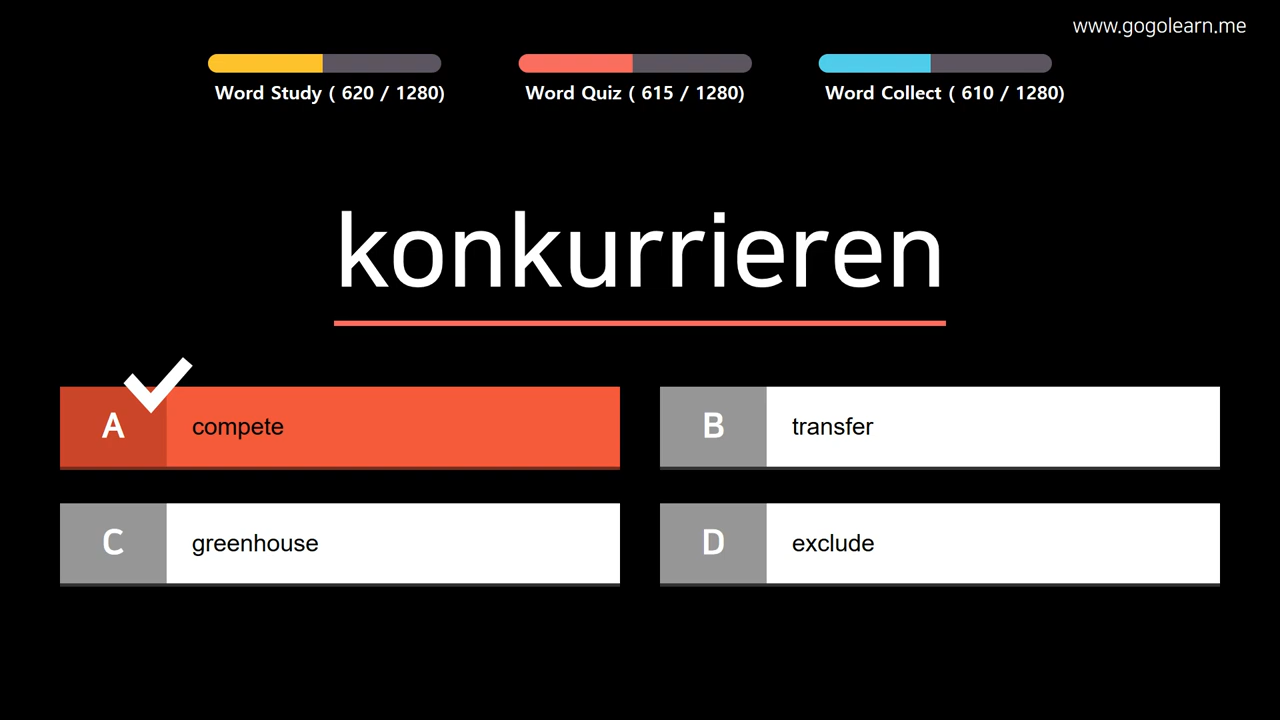 www.gogolearn.me
Word Study ( 620 / 1280)
Word Quiz ( 615 / 1280)
Word Collect ( 610 / 1280)
konkurrieren
A compete
B transfer
C greenhouse
D exclude